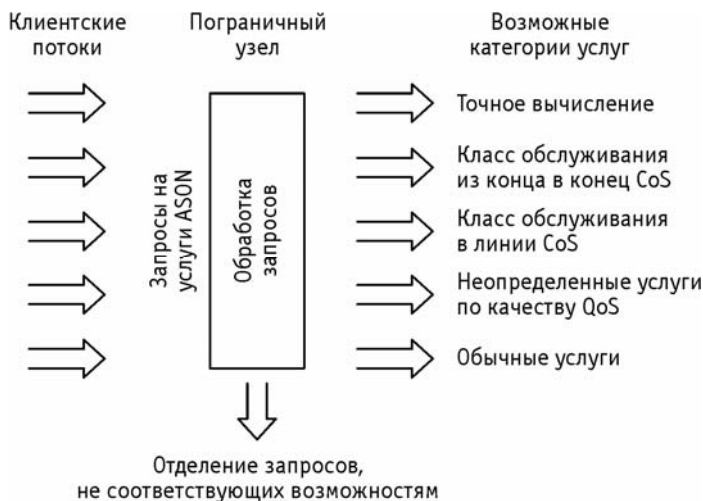 Клиентские
потоки
Пограничный
узел
Возможные
категории услуг
Запросы на
услуги ASON
Обработка
запросов
Точное вычисление
Класс обслуживания
из конца в конец CoS
Класс обслуживания
в линии CoS
Неопределенные услуги
по качеству QoS
Обычные услуги
Отделение запросов,
не соответствующих возможностям